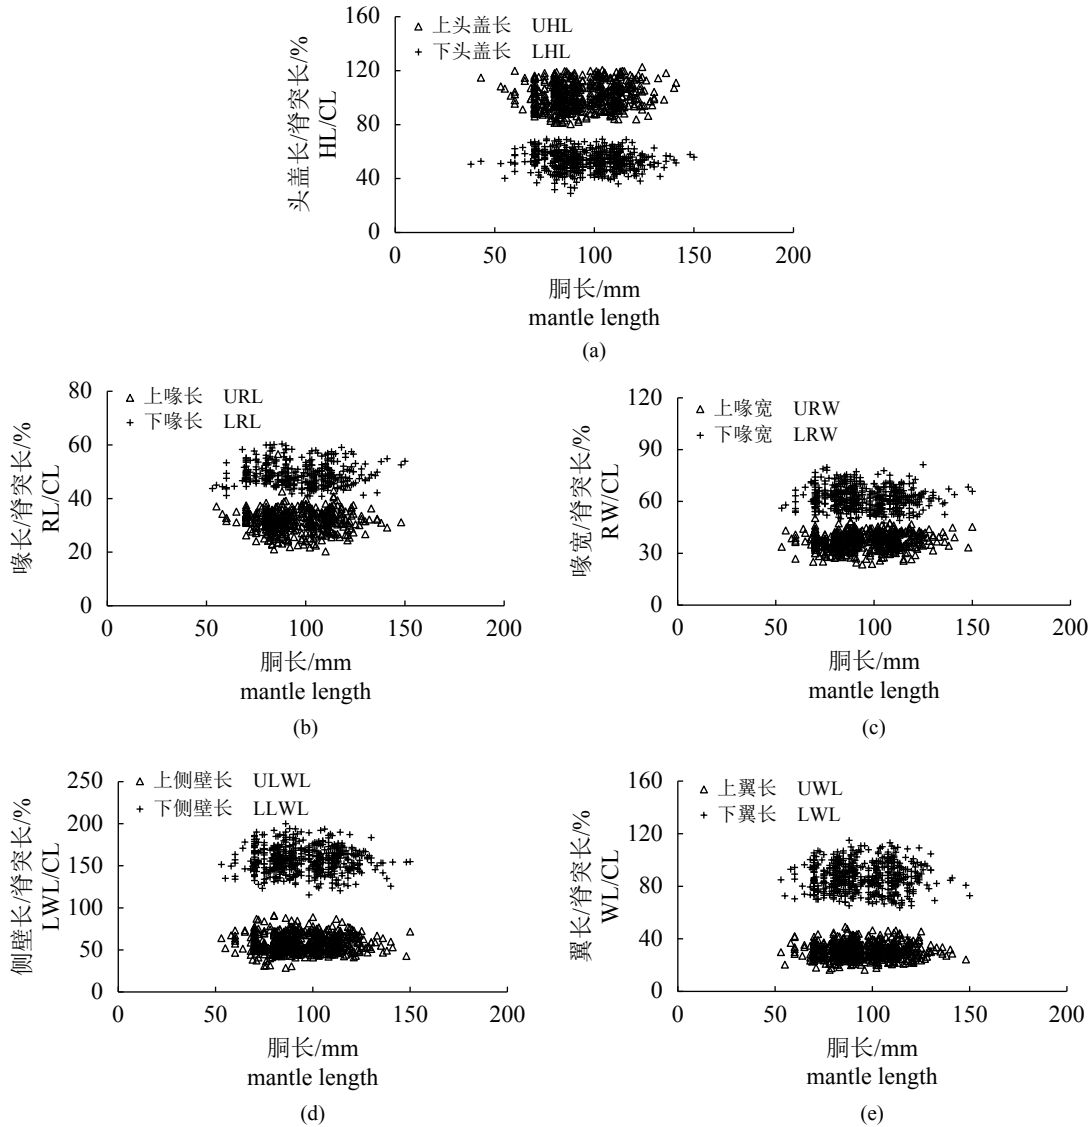 头盖长/脊突长/%
HL/CL
160
120
80
40
0
上头盖长 UHL
下头盖长 LHL
0 50 100 150 200
胴长/mm
mantle length
(a)
喙长/脊突长/%
RL/CL
80
60
40
20
0
上喙长 URL
下喙长 LRL
0 50 100 150 200
胴长/mm
mantle length
(b)
喙宽/脊突长/%
RW/CL
120
90
60
30
0
上喙宽 URW
下喙宽 LRW
0 50 100 150 200
胴长/mm
mantle length
(c)
侧壁长/脊突长/%
LWL/CL
250
200
150
100
50
0
上侧壁长 ULWL
下侧壁长 LLWL
0 50 100 150 200
胴长/mm
mantle length
(d)
翼长/脊突长/%
WL/CL
160
120
80
40
0
上翼长 UWL
下翼长 LWL
0 50 100 150 200
胴长/mm
mantle length
(e)